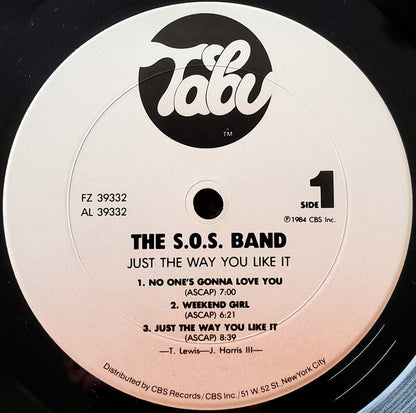 Tabu
TM
FZ 39332
AL 39332
SIDE 1
℗1984 CBS Inc.
THE S.O.S. BAND
JUST THE WAY YOU LIKE IT
1. NO ONE'S GONNA LOVE YOU
(ASCAP) 7:00
2. WEEKEND GIRL
(ASCAP) 6:21
3. JUST THE WAY YOU LIKE IT
(ASCAP) 8:39
—T. Lewis—J. Harris III—
Distributed by CBS Records/CBS Inc./51 W. 52 St. NewYork City